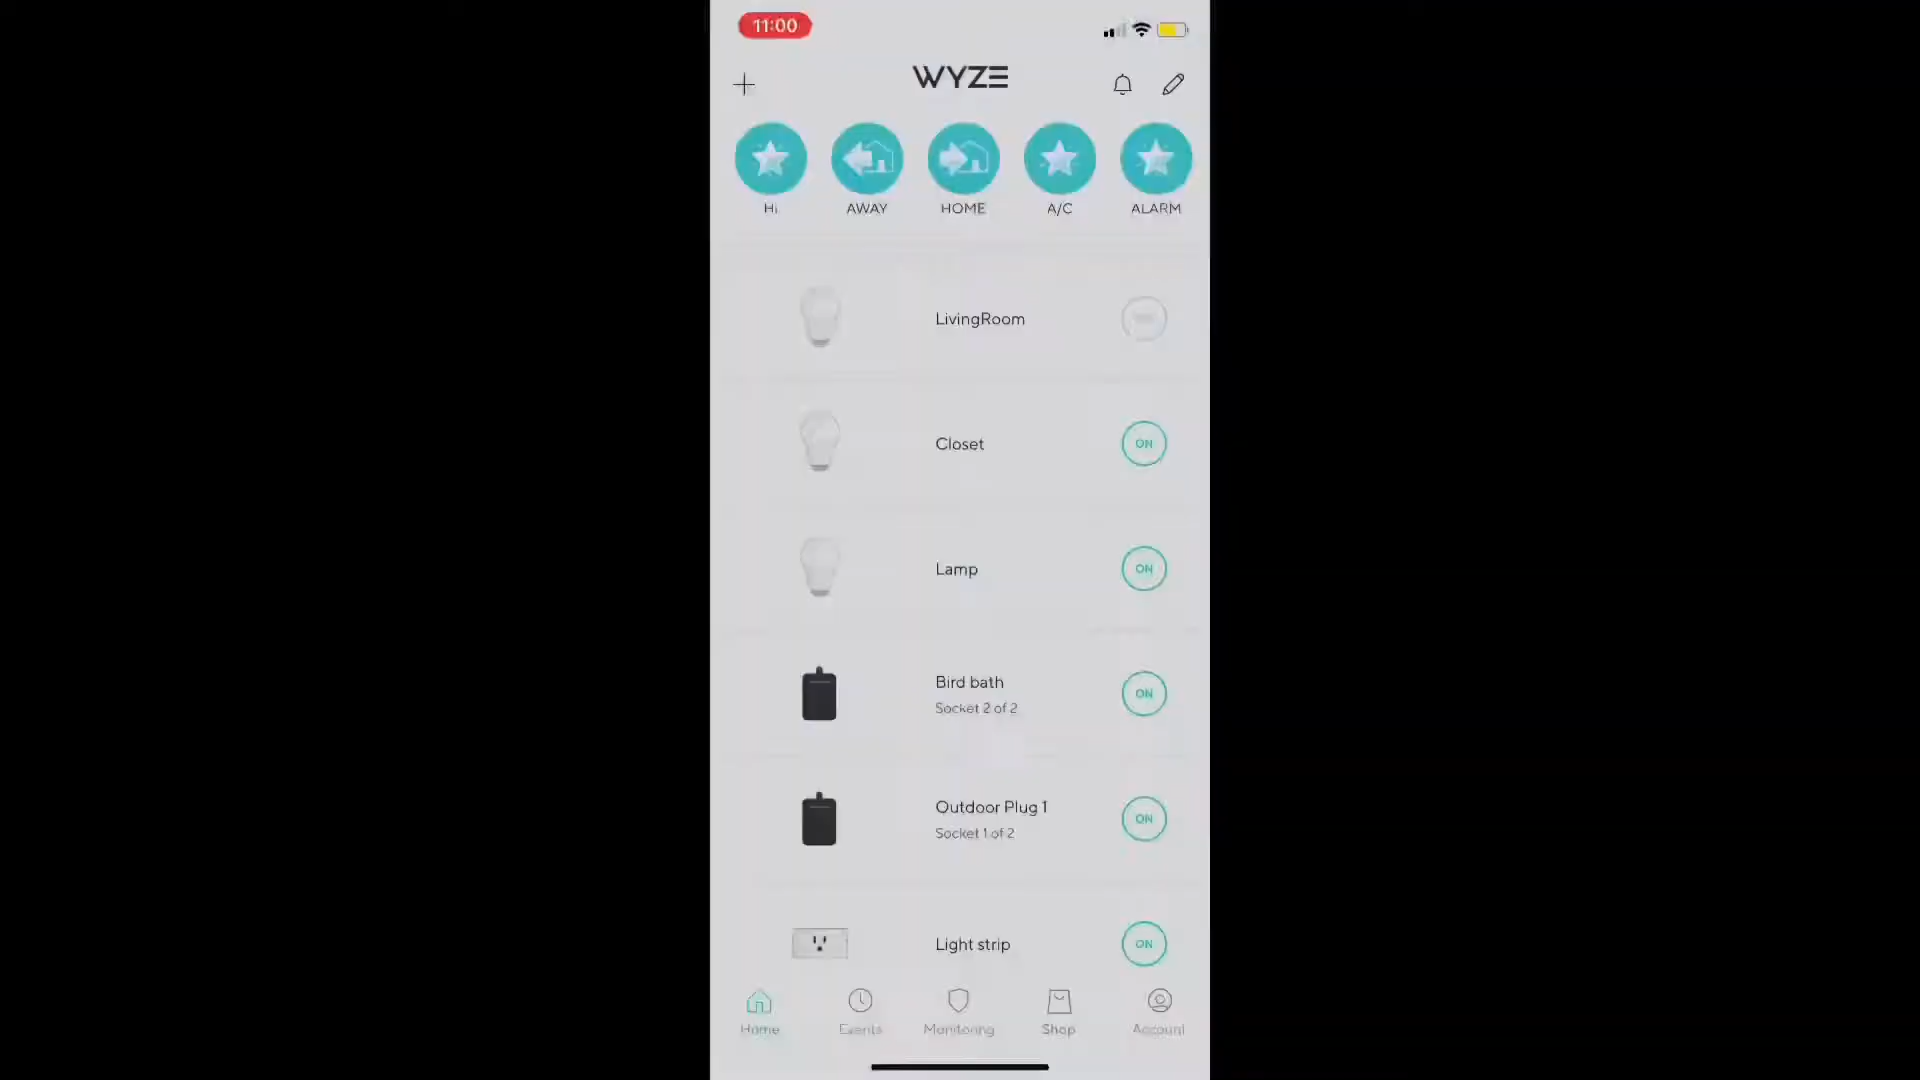 11:00
WYZE
Hi
AWAY
HOME
A/C
ALARM
LivingRoom
Closet
ON
Lamp
ON
Bird bath
Socket 2 of 2
ON
Outdoor Plug 1
Socket 1 of 2
ON
Light strip
ON
Home
Events
Monitoring
Shop
Account